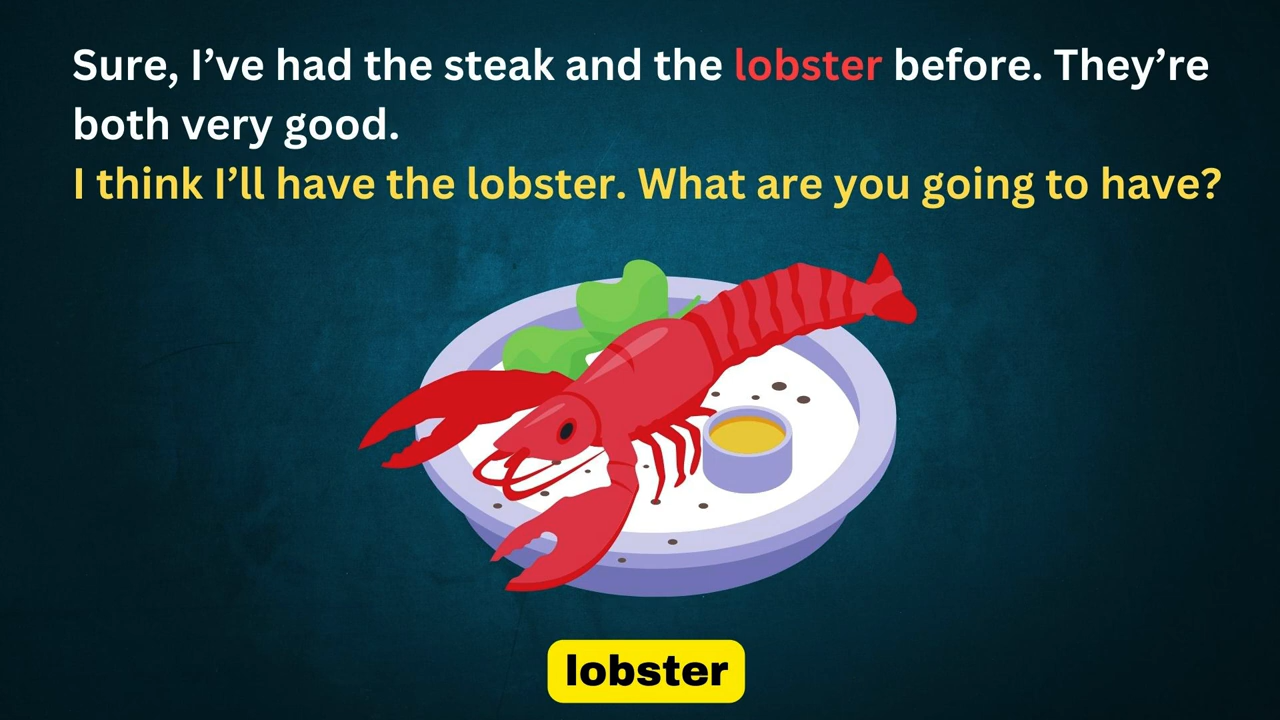 Sure, I’ve had the steak and the lobster before. They’re
both very good.
I think I’ll have the lobster. What are you going to have?
lobster